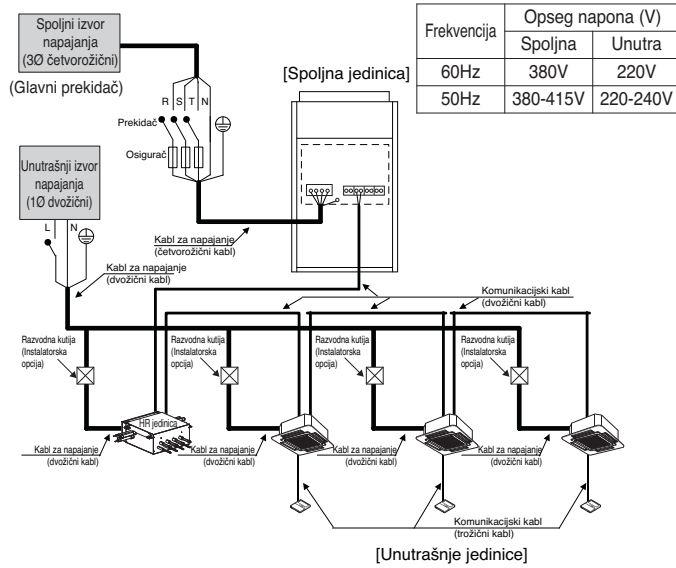 Spoljni izvor
napajanja
(3Ø četvorožični)
(Glavni prekidač)
R S T N
Prekidač
Osigurač
[Spoljna jedinica]
Frekvencija
Opseg napona (V)
Spoljna Unutra
60Hz 380V 220V
50Hz 380-415V 220-240V
Unutrašnji izvor
napajanja
(1Ø dvožični)
L N
Kabl za napajanje
(četvorožični kabl)
Kabl za napajanje
(dvožični kabl)
Komunikacijski kabl
(dvožični kabl)
Razvodna kutija
(Instalatorska
opcija)
Razvodna kutija
(Instalatorska
opcija)
Razvodna kutija
(Instalatorska
opcija)
Razvodna kutija
(Instalatorska
opcija)
HR jedinica
Kabl za napajanje
(dvožični kabl)
Kabl za napajanje
(dvožični kabl)
Kabl za napajanje
(dvožični kabl)
Kabl za napajanje
(dvožični kabl)
Komunikacijski kabl
(trožični kabl)
[Unutrašnje jedinice]